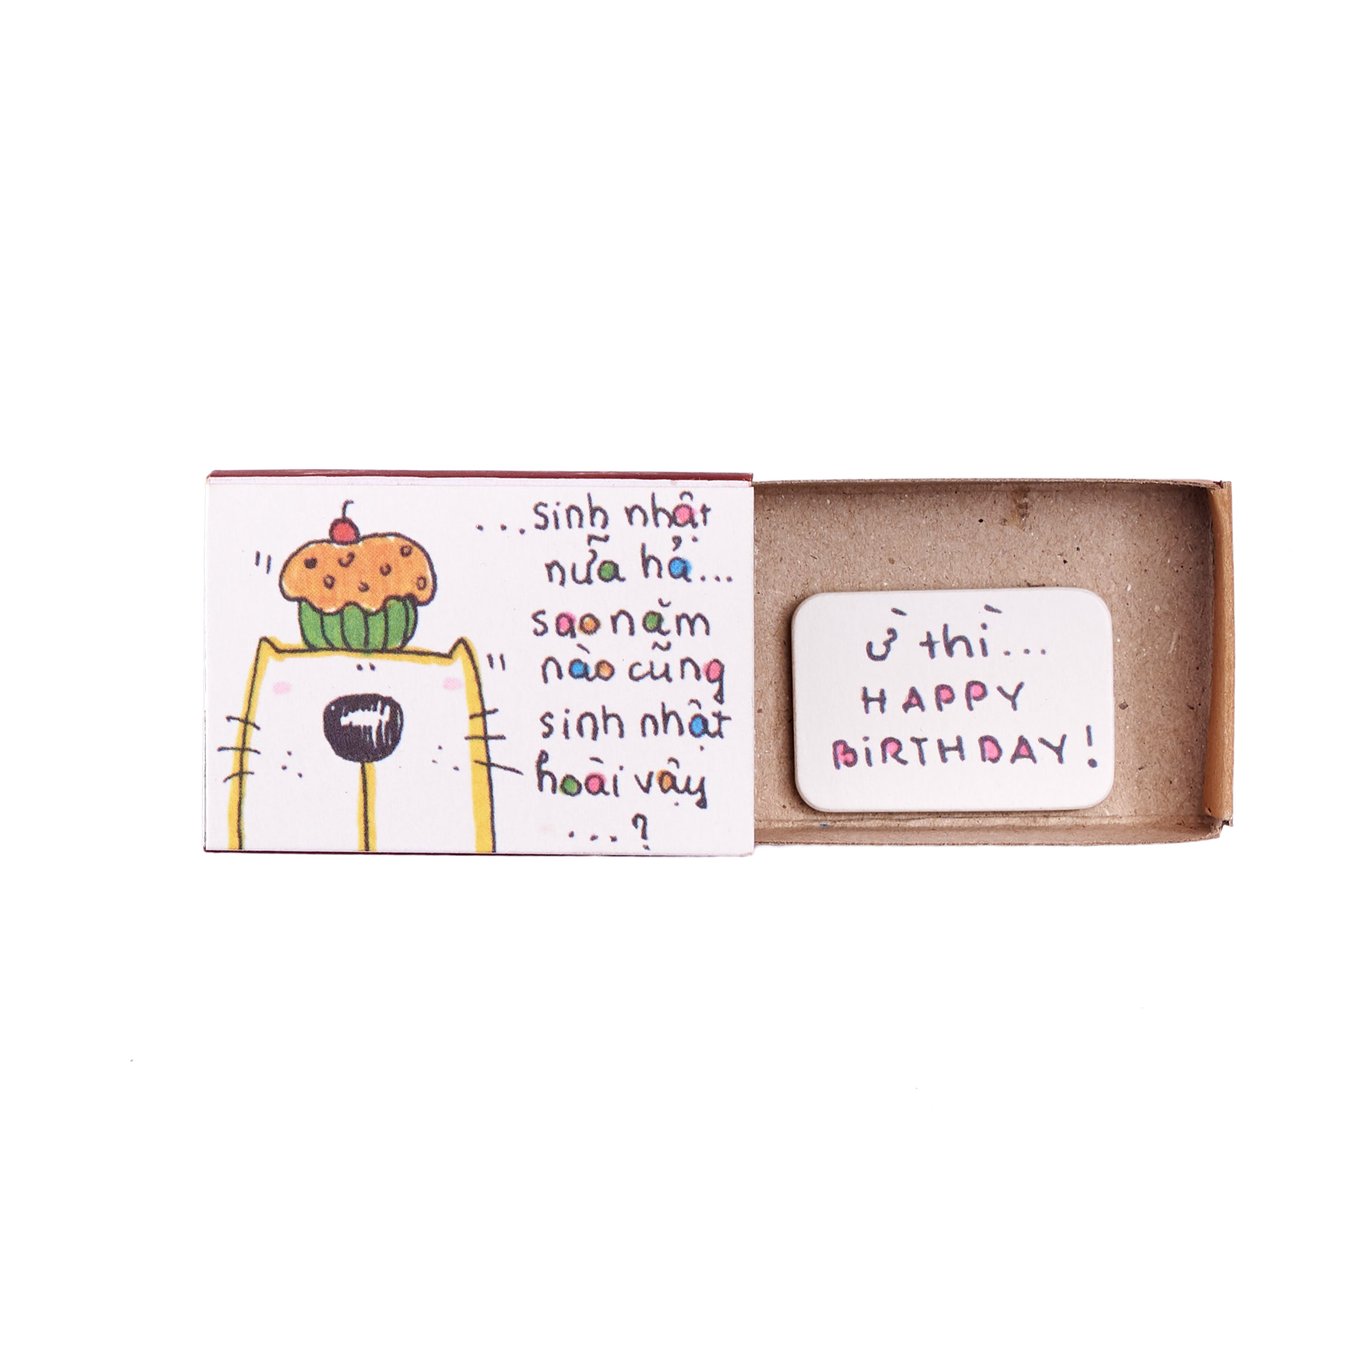 ...sinh nhật
nữa hả...
sao năm
nào cũng
sinh nhật
hoài vậy
...?
ừ thì...
HAPPY
BiRTHDAY!